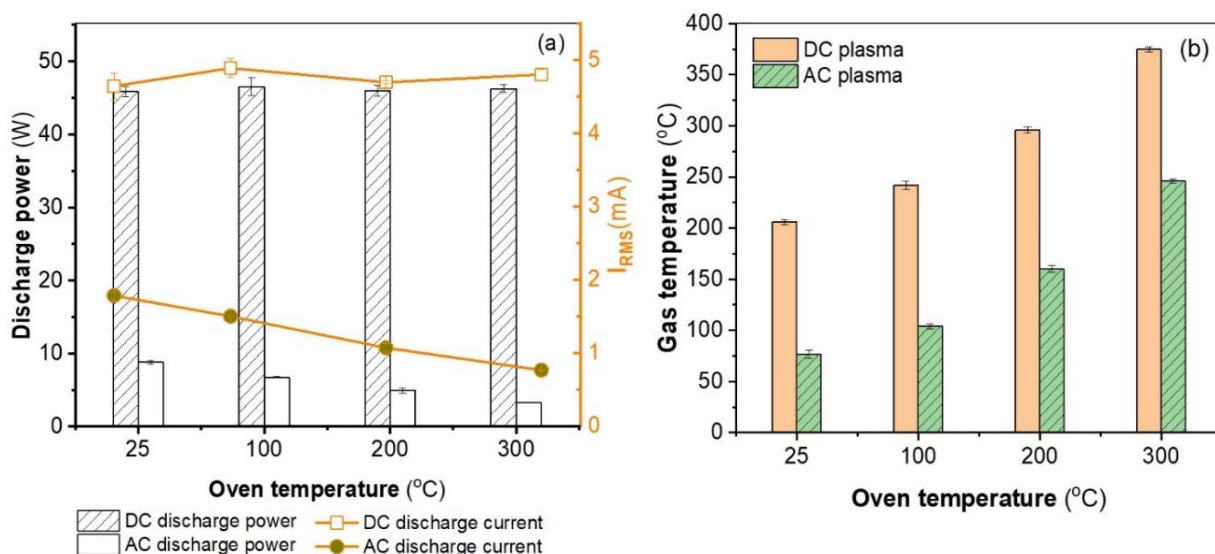 (a)
50
40
30
20
10
0
Discharge power (W)
5
4
3
2
1
0
I_RMS(mA)
25 100 200 300
Oven temperature (°C)
DC discharge power DC discharge current
AC discharge power AC discharge current
(b)
DC plasma
AC plasma
400
350
300
250
200
150
100
50
0
Gas temperature (°C)
25 100 200 300
Oven temperature (°C)